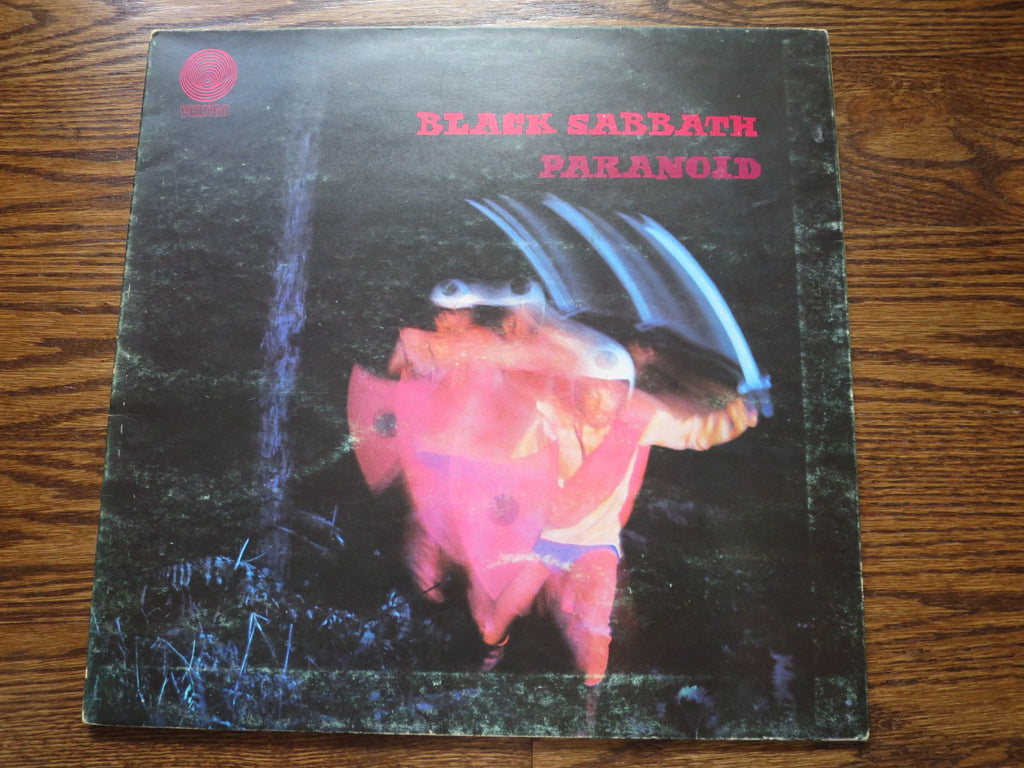 VERTIGO
BLACK SABBATH
PARANOID